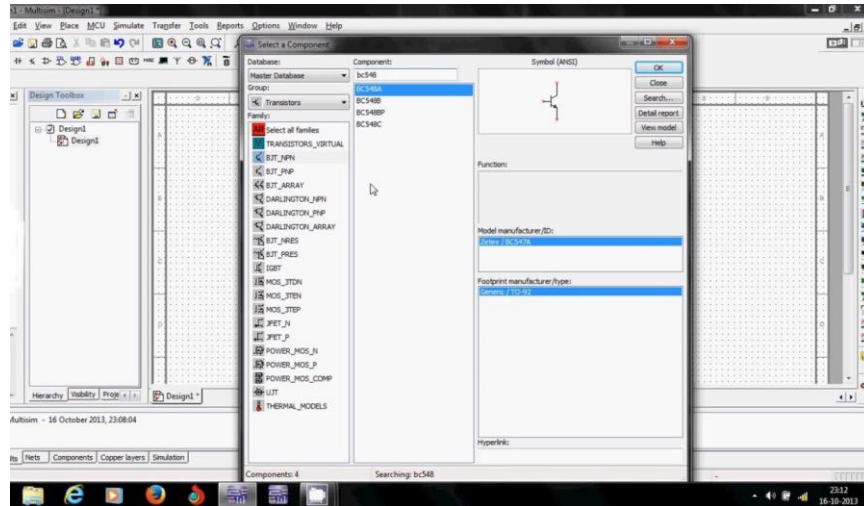 Multisim - [Design1 *]
Edit View Place MCU Simulate Transfer Tools Reports Options Window Help
Select a Component
Database:
Master Database
Group:
Transistors
Family:
All Select all families
TRANSISTORS_VIRTUAL
BJT_NPN
BJT_PNP
BJT_ARRAY
DARLINGTON_NPN
DARLINGTON_PNP
DARLINGTON_ARRAY
BJT_NRES
BJT_PRES
IGBT
MOS_3TDN
MOS_3TEN
MOS_3TEP
JFET_N
JFET_P
POWER_MOS_N
POWER_MOS_P
POWER_MOS_COMP
UJT
THERMAL_MODELS
Component:
bc548
BC548A
BC548B
BC548BP
BC548C
Symbol (ANSI)
OK
Close
Search...
Detail report
View model
Help
Function:
Model manufacturer/ID:
Zetex / BC547A
Footprint manufacturer/type:
Generic / TO-92
Hyperlink:
Components: 4
Searching: bc548
Design Toolbox
Design1
Design1
Hierarchy Visibility
Design1 *
Multisim - 16 October 2013, 23:08:04
Nets Components Copper layers Simulation
23:12
16-10-2013